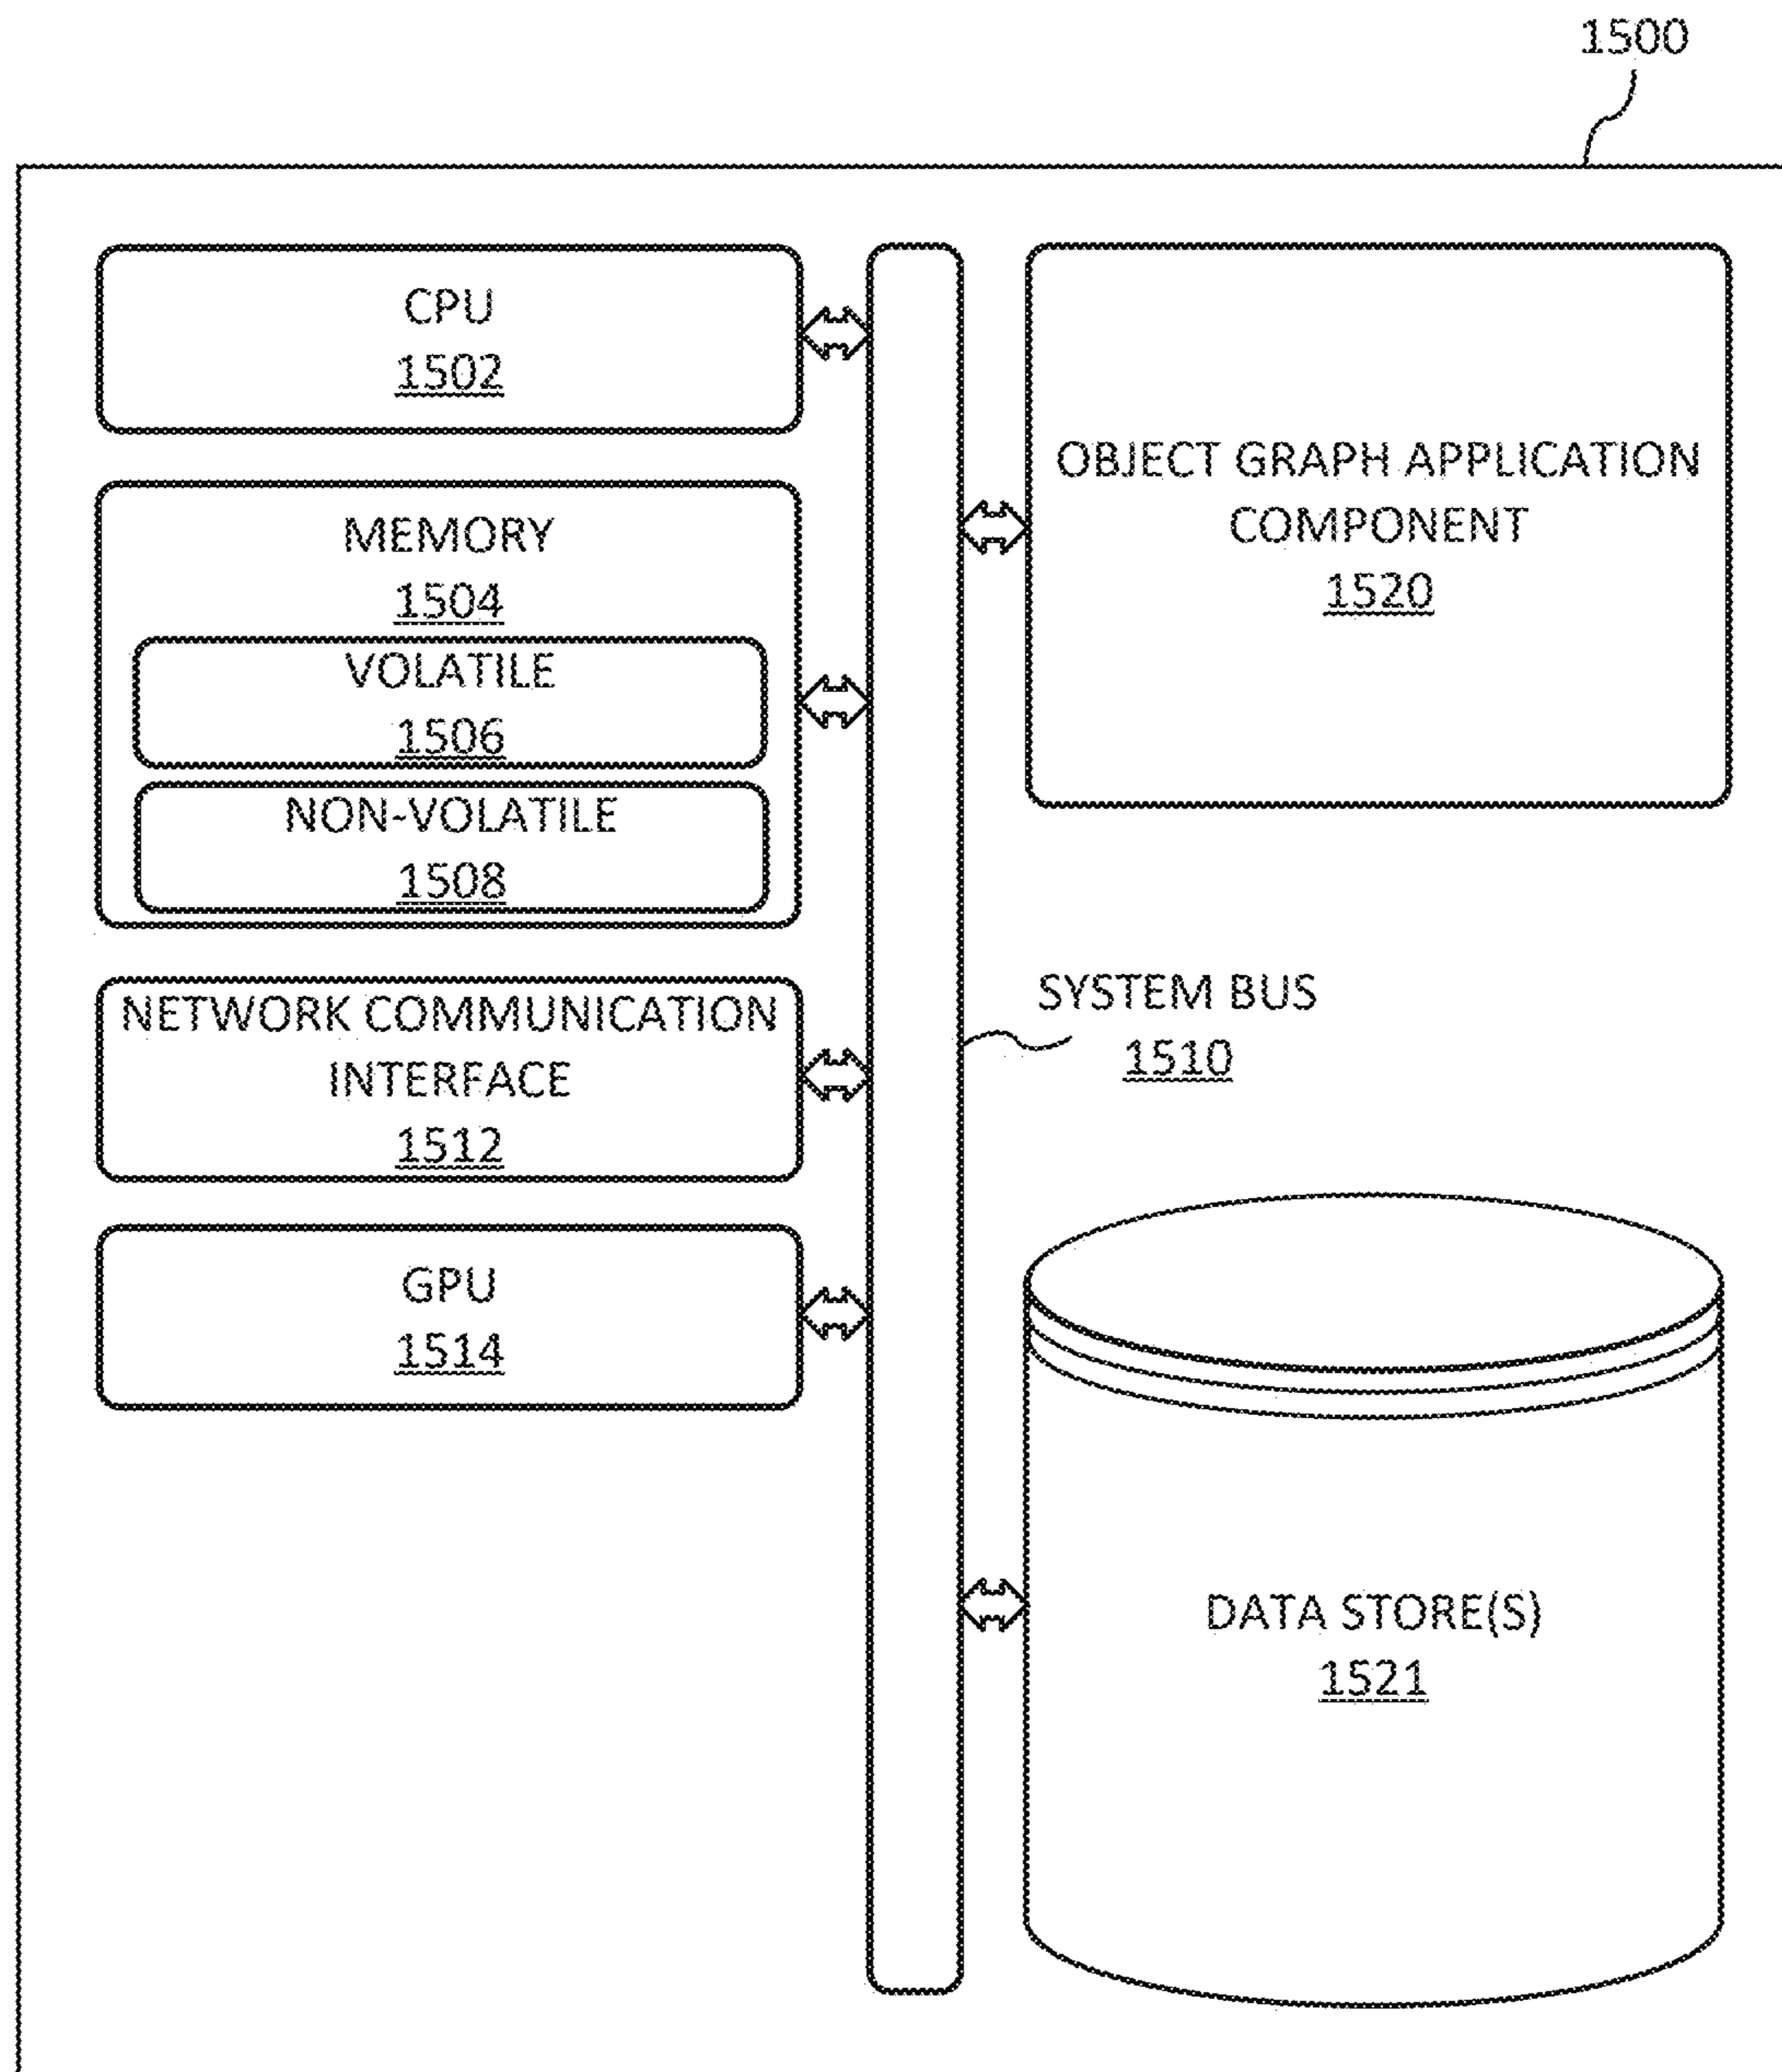 1500
CPU
1502
MEMORY
1504
VOLATILE
1506
NON-VOLATILE
1508
NETWORK COMMUNICATION
INTERFACE
1512
GPU
1514
OBJECT GRAPH APPLICATION
COMPONENT
1520
SYSTEM BUS
1510
DATA STORE(S)
1521